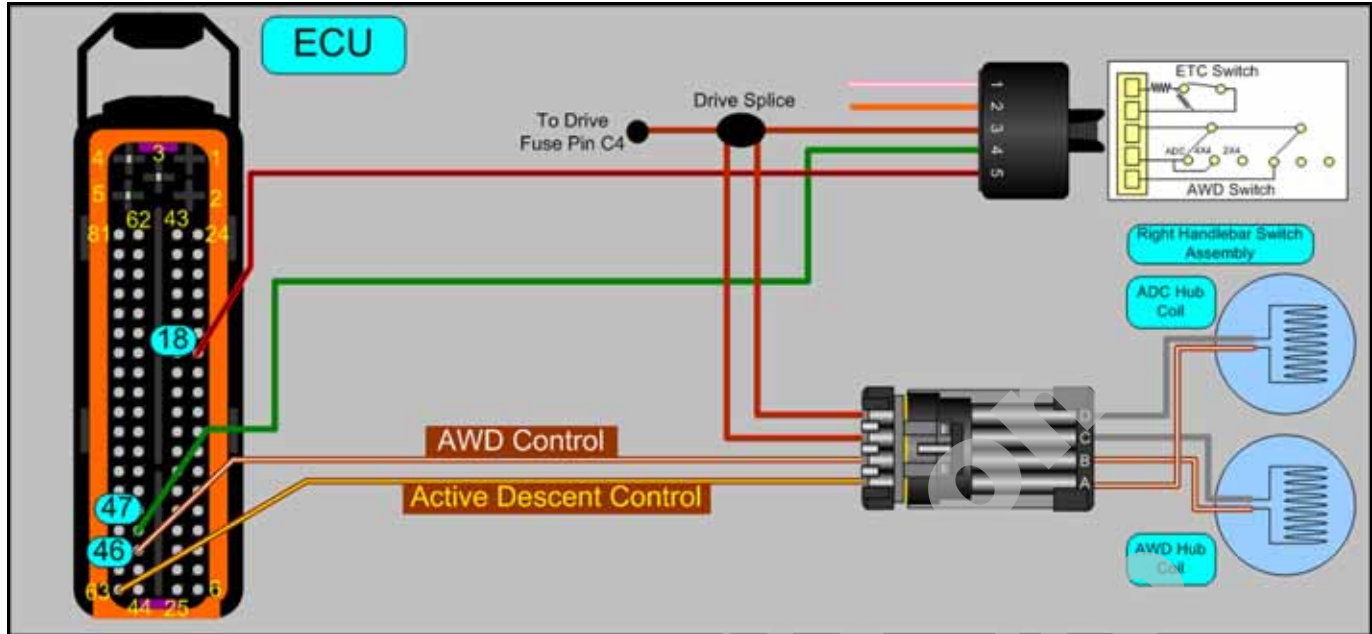 ECU
To Drive
Fuse Pin C4
Drive Splice
1
2
3
4
5
ETC Switch
ADC 4X4 2X4
AWD Switch
Right Handlebar Switch
Assembly
ADC Hub
Coil
4 3 1
5 2
62 43
81 24
18
AWD Control
Active Descent Control
47
46
63 6
44 25
D
C
B
A
AWD Hub
Coil